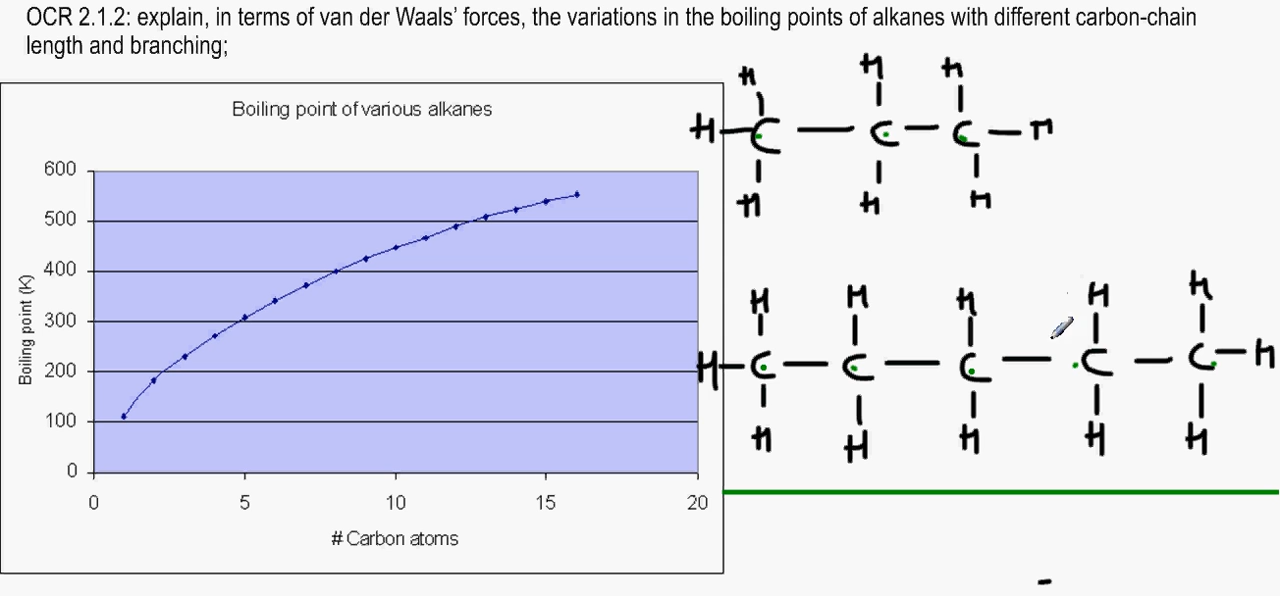 OCR 2.1.2: explain, in terms of van der Waals’ forces, the variations in the boiling points of alkanes with different carbon-chain
length and branching;
Boiling point of various alkanes
Boiling point (K)
600
500
400
300
200
100
0
0 5 10 15 20
# Carbon atoms
H H H
H C C C H
H H H
H H H H H
H C C C C C H
H H H H H